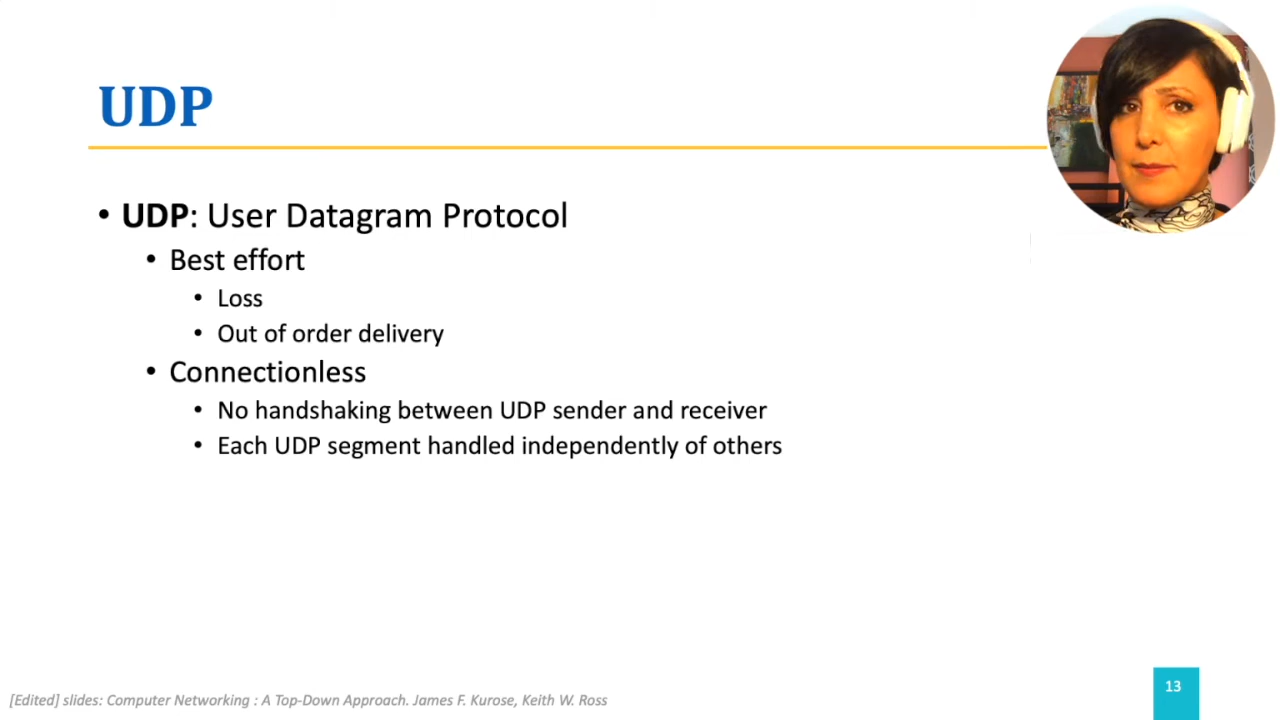 UDP
• UDP: User Datagram Protocol
• Best effort
• Loss
• Out of order delivery
• Connectionless
• No handshaking between UDP sender and receiver
• Each UDP segment handled independently of others
[Edited] slides: Computer Networking : A Top-Down Approach. James F. Kurose, Keith W. Ross
13